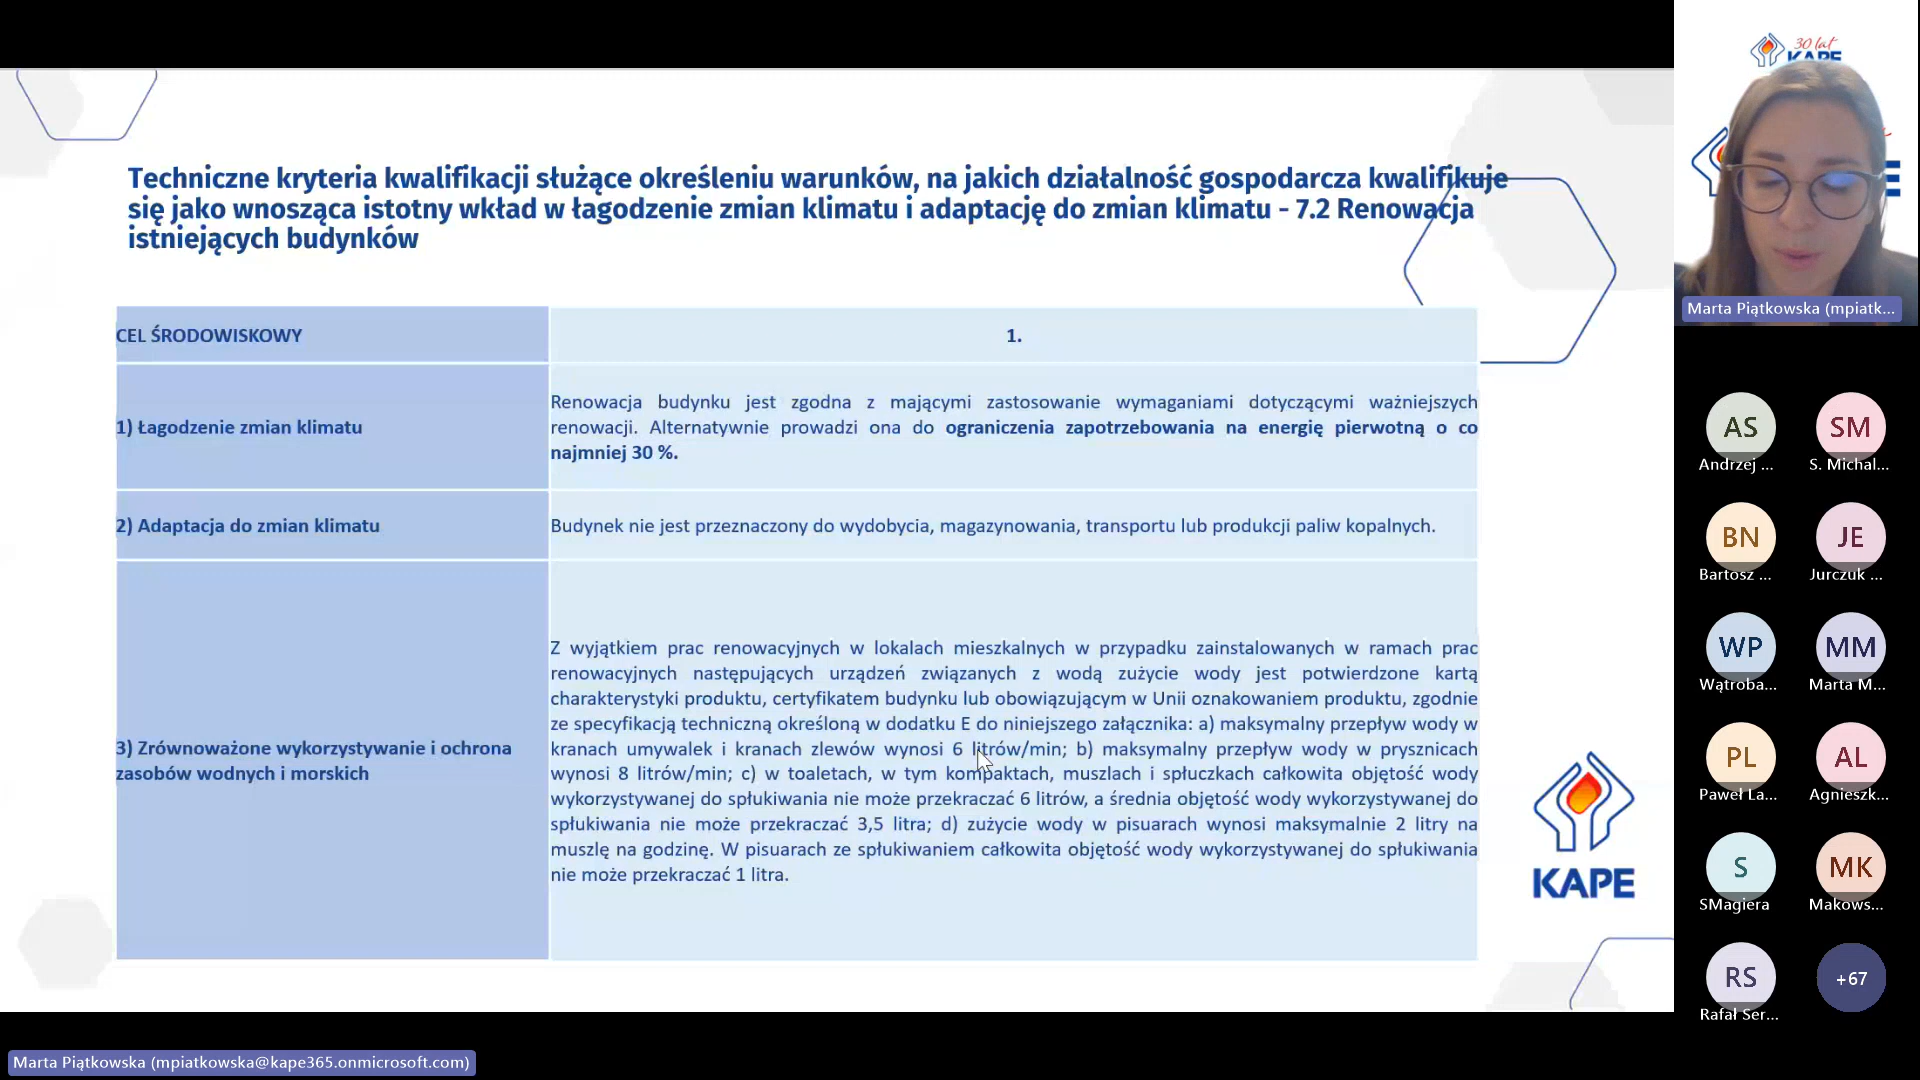 Techniczne kryteria kwalifikacji służące określeniu warunków, na jakich działalność gospodarcza kwalifikuje
się jako wnosząca istotny wkład w łagodzenie zmian klimatu i adaptację do zmian klimatu - 7.2 Renowacja
istniejących budynków
CEL ŚRODOWISKOWY
1.
1) Łagodzenie zmian klimatu
Renowacja budynku jest zgodna z mającymi zastosowanie wymaganiami dotyczącymi ważniejszych
renowacji. Alternatywnie prowadzi ona do ograniczenia zapotrzebowania na energię pierwotną o co
najmniej 30 %.
2) Adaptacja do zmian klimatu
Budynek nie jest przeznaczony do wydobycia, magazynowania, transportu lub produkcji paliw kopalnych.
3) Zrównoważone wykorzystywanie i ochrona
zasobów wodnych i morskich
Z wyjątkiem prac renowacyjnych w lokalach mieszkalnych w przypadku zainstalowanych w ramach prac
renowacyjnych następujących urządzeń związanych z wodą zużycie wody jest potwierdzone kartą
charakterystyki produktu, certyfikatem budynku lub obowiązującym w Unii oznakowaniem produktu, zgodnie
ze specyfikacją techniczną określoną w dodatku E do niniejszego załącznika: a) maksymalny przepływ wody w
kranach umywalek i kranach zlewów wynosi 6 litrów/min; b) maksymalny przepływ wody w prysznicach
wynosi 8 litrów/min; c) w toaletach, w tym kompaktach, muszlach i spłuczkach całkowita objętość wody
wykorzystywanej do spłukiwania nie może przekraczać 6 litrów, a średnia objętość wody wykorzystywanej do
spłukiwania nie może przekraczać 3,5 litra; d) zużycie wody w pisuarach wynosi maksymalnie 2 litry na
muszlę na godzinę. W pisuarach ze spłukiwaniem całkowita objętość wody wykorzystywanej do spłukiwania
nie może przekraczać 1 litra.
KAPE
30 lat
KAPE
Marta Piątkowska (mpiatk...
AS
Andrzej ...
SM
S. Michal...
BN
Bartosz ...
JE
Jurczuk ...
WP
Wątroba...
MM
Marta M...
PL
Paweł La...
AL
Agnieszk...
S
SMagiera
MK
Makows...
RS
Rafał Ser...
+67
Marta Piątkowska (mpiatkowska@kape365.onmicrosoft.com)